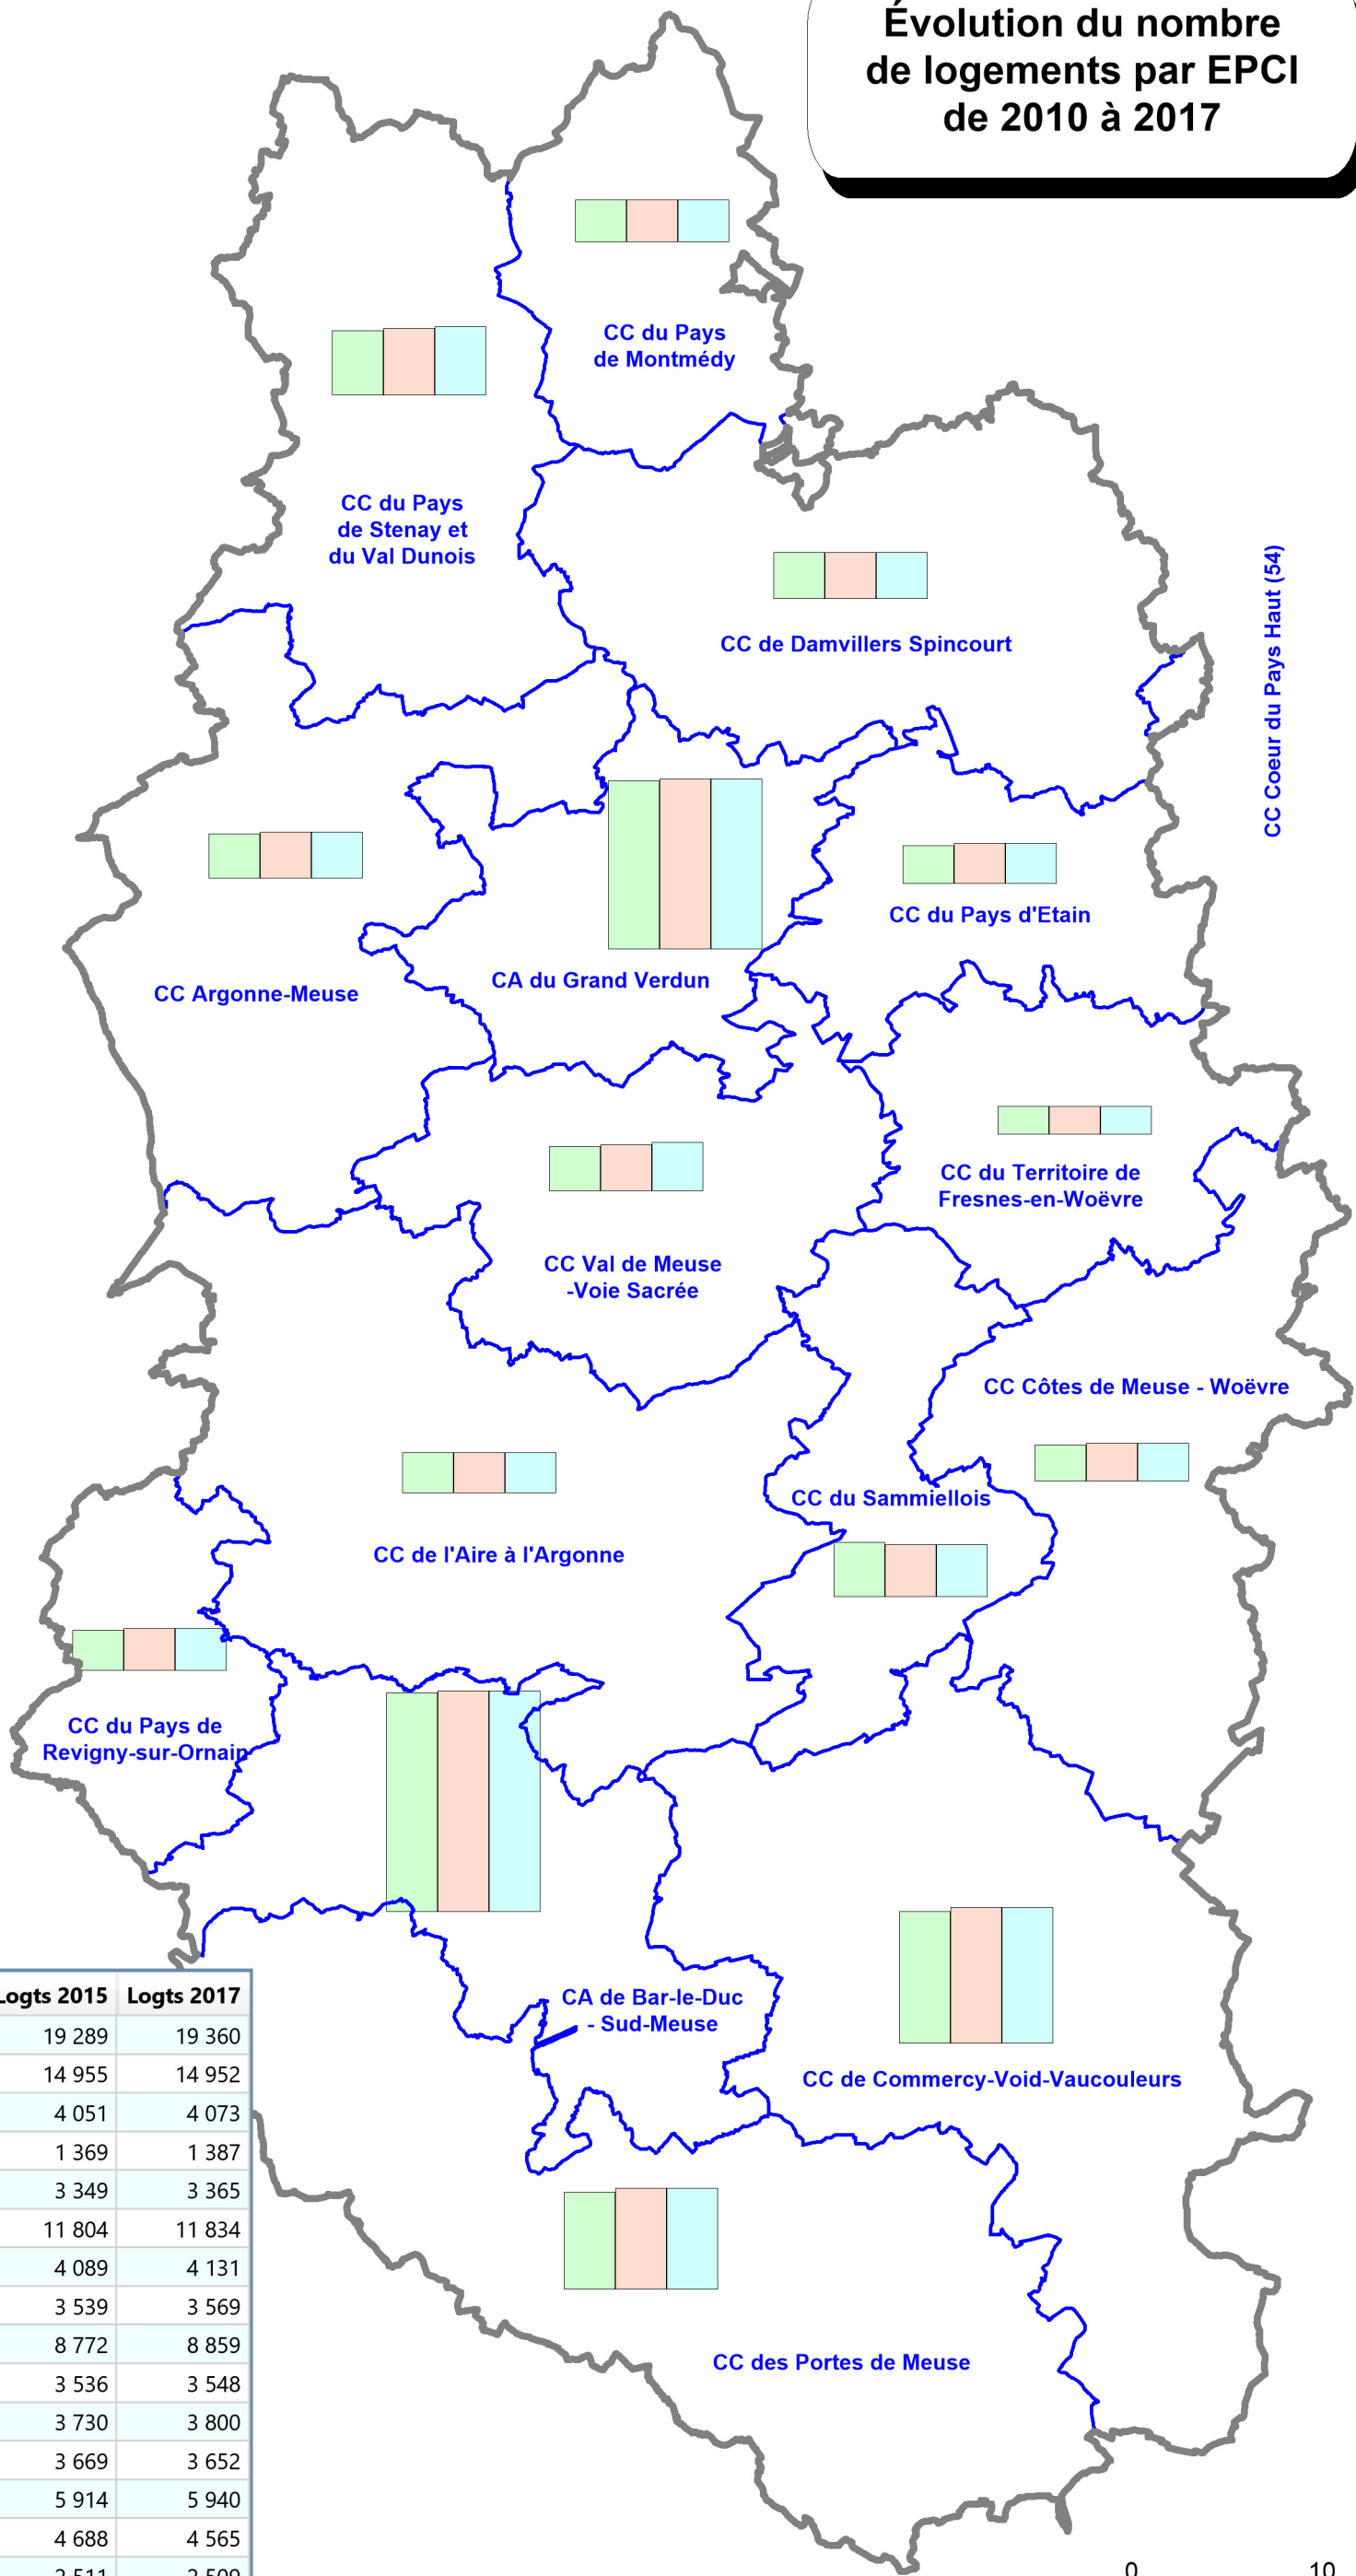 Évolution du nombre
de logements par EPCI
de 2010 à 2017
CC du Pays
de Montmédy
CC du Pays
de Stenay et
du Val Dunois
CC Coeur du Pays Haut (54)
CC de Damvillers Spincourt
CC du Pays d'Etain
CA du Grand Verdun
CC Argonne-Meuse
CC du Territoire de
Fresnes-en-Woëvre
CC Val de Meuse
-Voie Sacrée
CC Côtes de Meuse - Woëvre
CC du Sammiellois
CC de l'Aire à l'Argonne
CC du Pays de
Revigny-sur-Ornain
CA de Bar-le-Duc
- Sud-Meuse
CC de Commercy-Void-Vaucouleurs
CC des Portes de Meuse
Logts 2015 Logts 2017
19 289 19 360
14 955 14 952
4 051 4 073
1 369 1 387
3 349 3 365
11 804 11 834
4 089 4 131
3 539 3 569
8 772 8 859
3 536 3 548
3 730 3 800
3 669 3 652
5 914 5 940
4 688 4 565
2 511 2 509
0 10